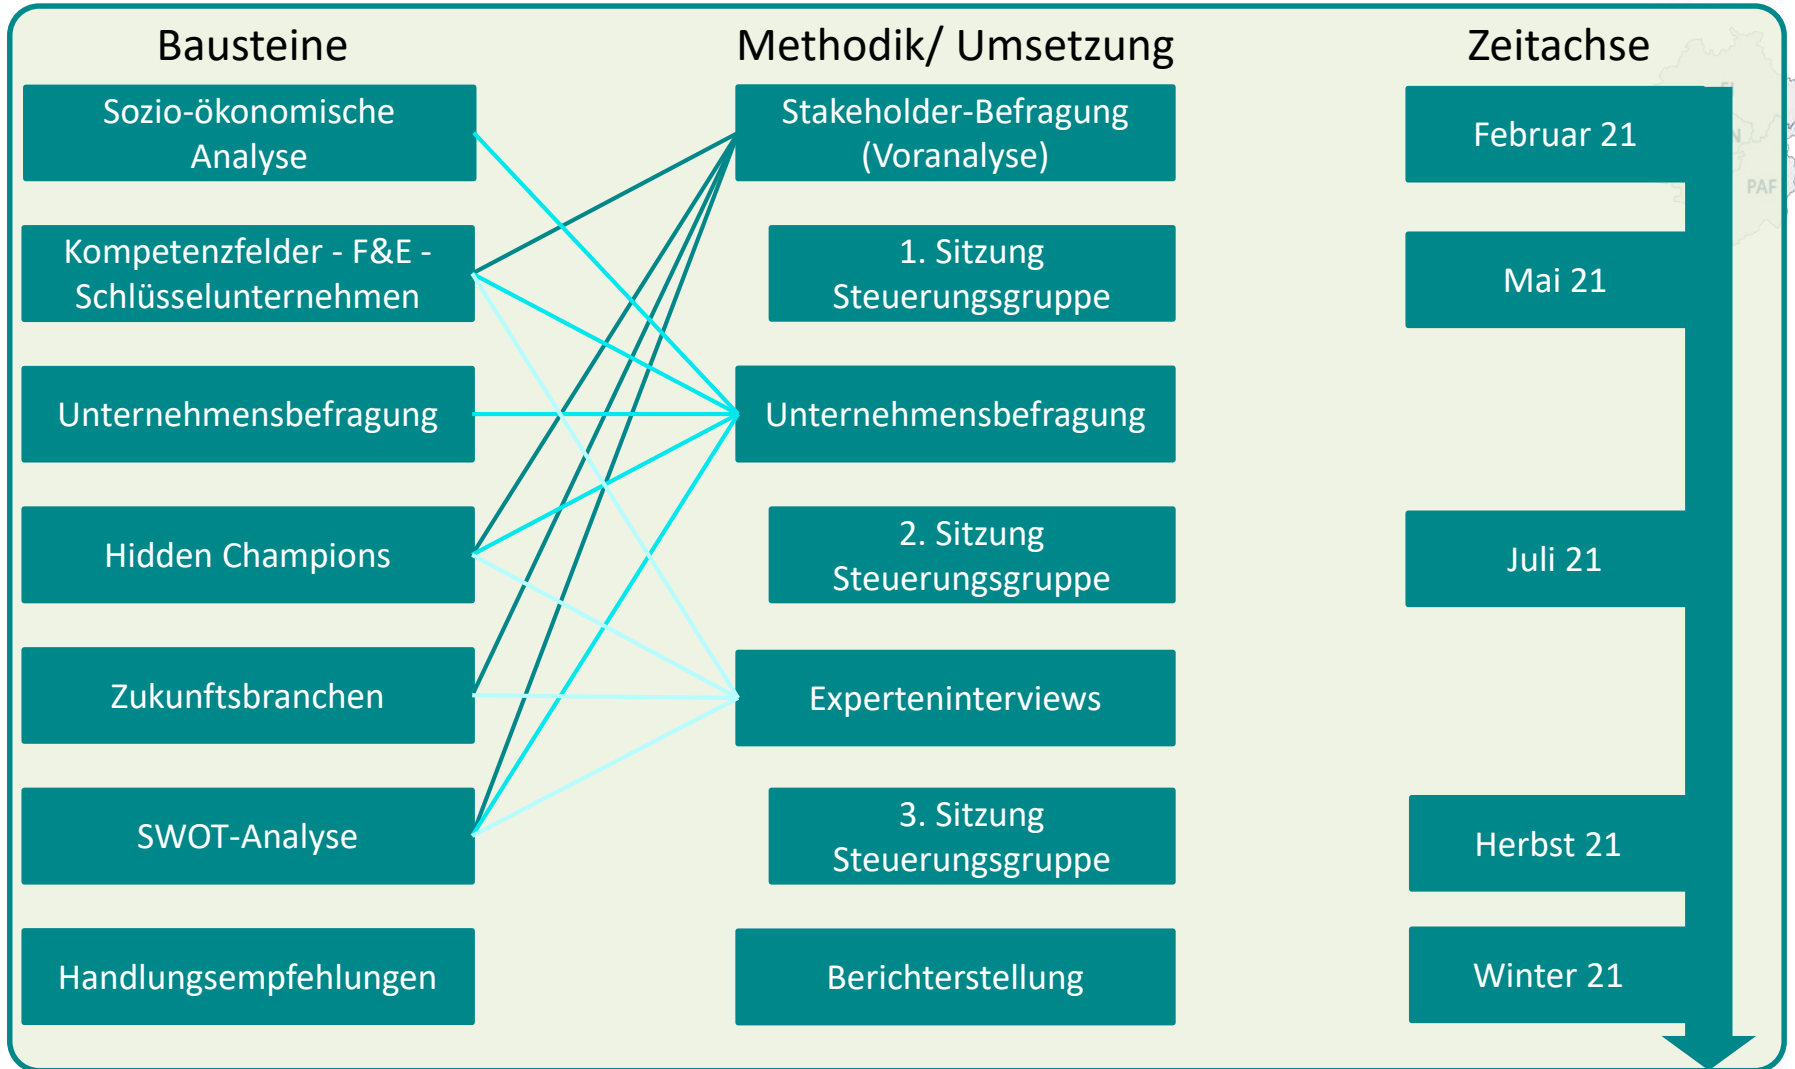 Bausteine
Sozio-ökonomische
Analyse
Kompetenzfelder - F&E -
Schlüsselunternehmen
Unternehmensbefragung
Hidden Champions
Zukunftsbranchen
SWOT-Analyse
Handlungsempfehlungen
Methodik/ Umsetzung
Stakeholder-Befragung
(Voranalyse)
1. Sitzung
Steuerungsgruppe
Unternehmensbefragung
2. Sitzung
Steuerungsgruppe
Experteninterviews
3. Sitzung
Steuerungsgruppe
Berichterstellung
Zeitachse
Februar 21
Mai 21
Juli 21
Herbst 21
Winter 21
PAF